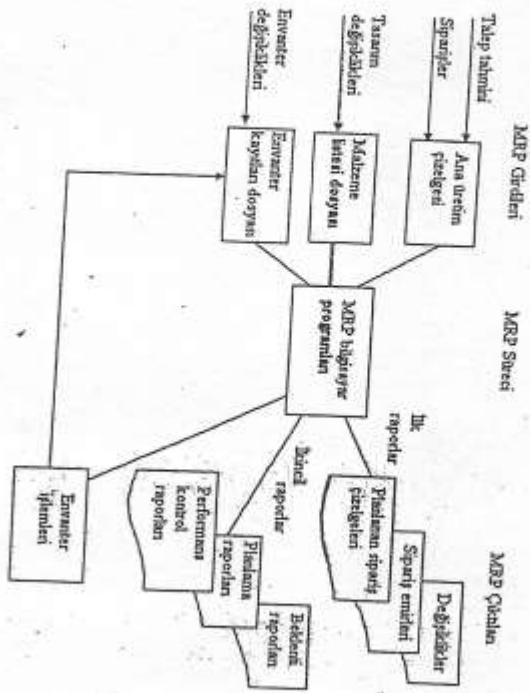 MRP Girdileri
MRP Süreci
MRP Çıktıları
Talep tahmini
Siparişler
Ana üretim
çizelgesi
Tasarım
değişiklikleri
Malzeme
listesi dosyası
Envanter
değişiklikleri
Envanter
kayıtları dosyası
MRP bilgisayar
programları
İlk
raporlar
Planlanan sipariş
çizelgeleri
Sipariş emirleri
Değişiklikler
İkincil
raporlar
Performans
kontrol
raporları
Planlama
raporları
Beklenti
raporları
Envanter
işlemleri